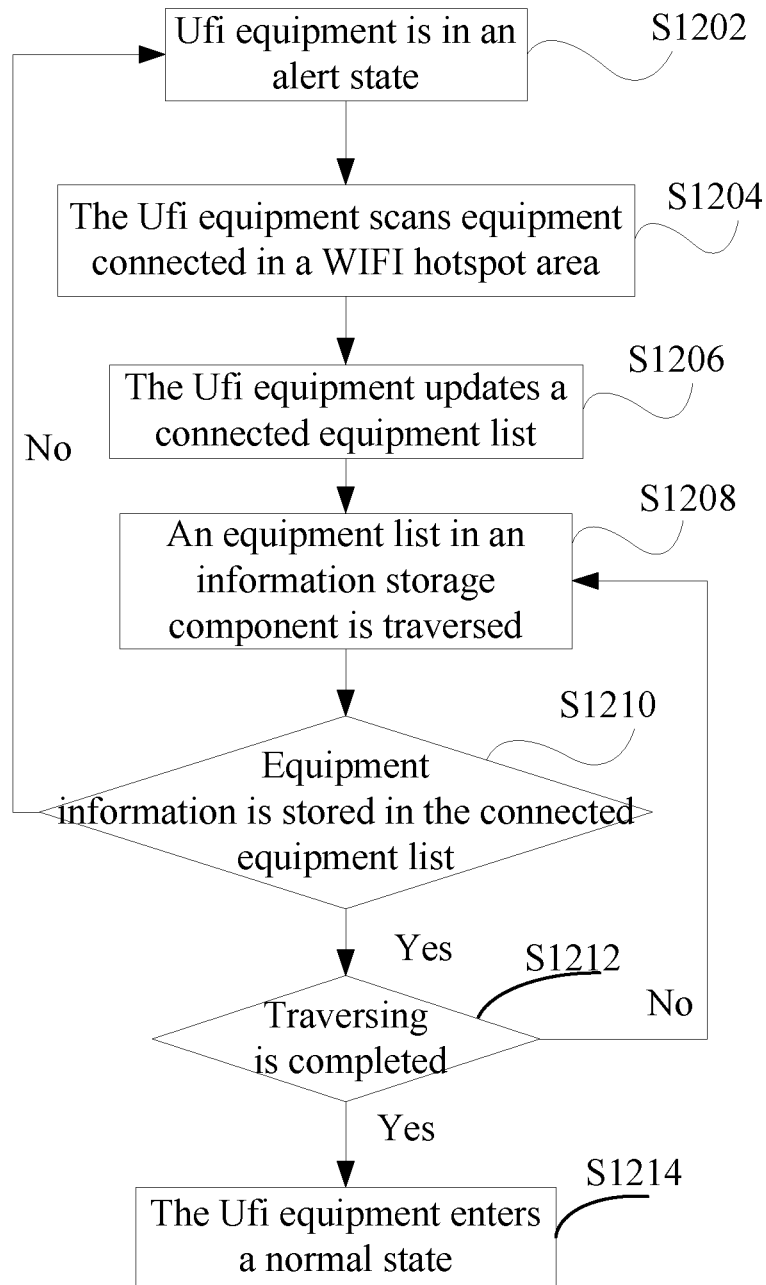 Ufi equipment is in an
alert state
S1202
The Ufi equipment scans equipment
connected in a WIFI hotspot area
S1204
The Ufi equipment updates a
connected equipment list
S1206
No
An equipment list in an
information storage
component is traversed
S1208
Equipment
information is stored in the connected
equipment list
S1210
Yes
Traversing
is completed
S1212
No
Yes
The Ufi equipment enters
a normal state
S1214